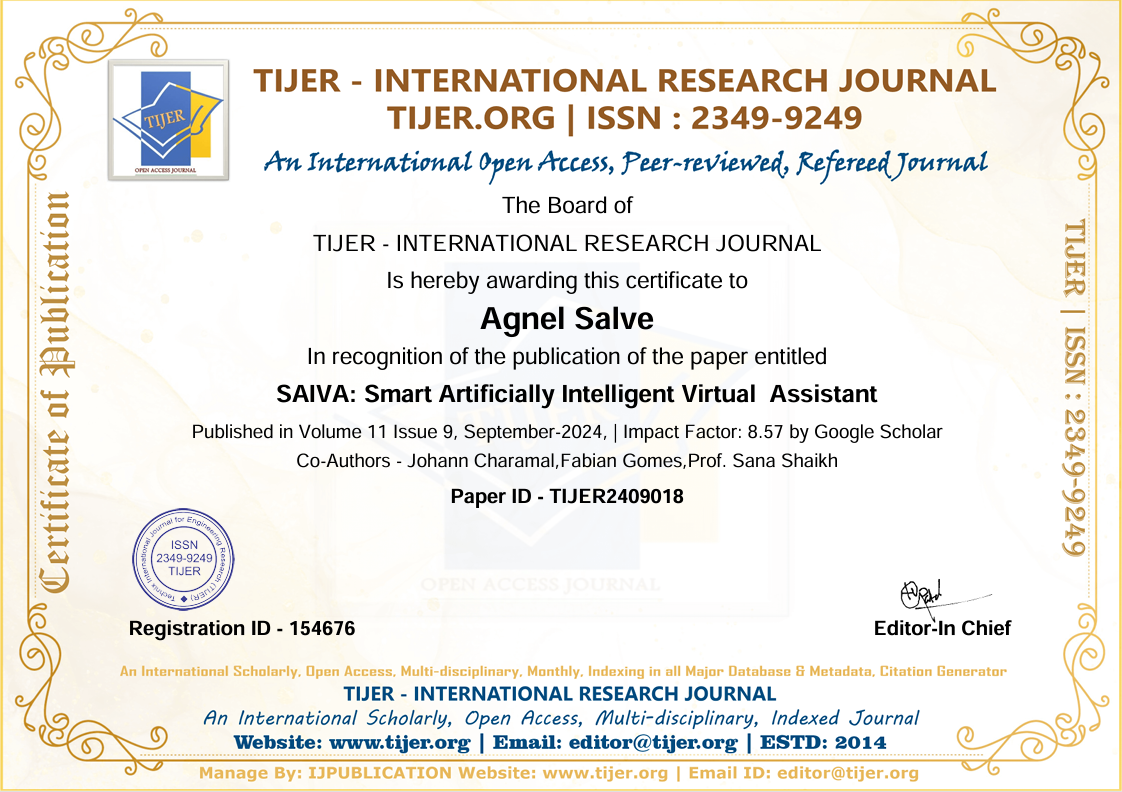 TIJER
OPEN ACCESS JOURNAL
TIJER - INTERNATIONAL RESEARCH JOURNAL
TIJER.ORG | ISSN : 2349-9249
An International Open Access, Peer-reviewed, Refereed Journal
Certificate of Publication
TIJER | ISSN : 2349-9249
The Board of
TIJER - INTERNATIONAL RESEARCH JOURNAL
Is hereby awarding this certificate to
Agnel Salve
In recognition of the publication of the paper entitled
SAIVA: Smart Artificially Intelligent Virtual  Assistant
Published in Volume 11 Issue 9, September-2024, | Impact Factor: 8.57 by Google Scholar
Co-Authors - Johann Charamal,Fabian Gomes,Prof. Sana Shaikh
Paper ID - TIJER2409018
OPEN ACCESS JOURNAL
Technix International Journal for Engineering Research (TIJER)
ISSN
2349-9249
TIJER
Registration ID - 154676
Editor-In Chief
An International Scholarly, Open Access, Multi-disciplinary, Monthly, Indexing in all Major Database & Metadata, Citation Generator
TIJER - INTERNATIONAL RESEARCH JOURNAL
An International Scholarly, Open Access, Multi-disciplinary, Indexed Journal
Website: www.tijer.org | Email: editor@tijer.org | ESTD: 2014
Manage By: IJPUBLICATION Website: www.tijer.org | Email ID: editor@tijer.org